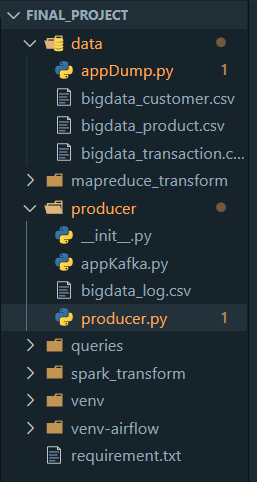 FINAL_PROJECT
data
appDump.py 1
bigdata_customer.csv
bigdata_product.csv
bigdata_transaction.c...
mapreduce_transform
producer
__init__.py
appKafka.py
bigdata_log.csv
producer.py 1
queries
spark_transform
venv
venv-airflow
requirement.txt